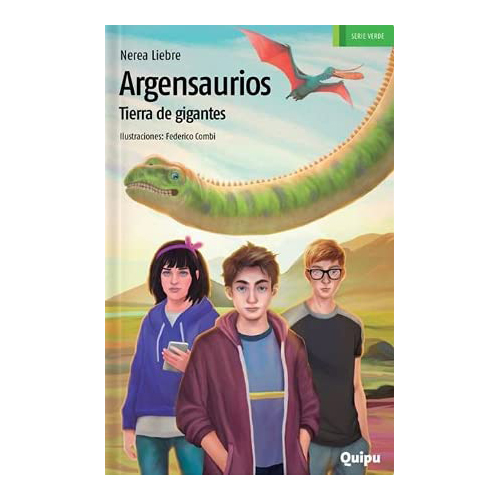 SERIE VERDE
Nerea Liebre
Argensaurios
Tierra de gigantes
Ilustraciones: Federico Combi
Quipu